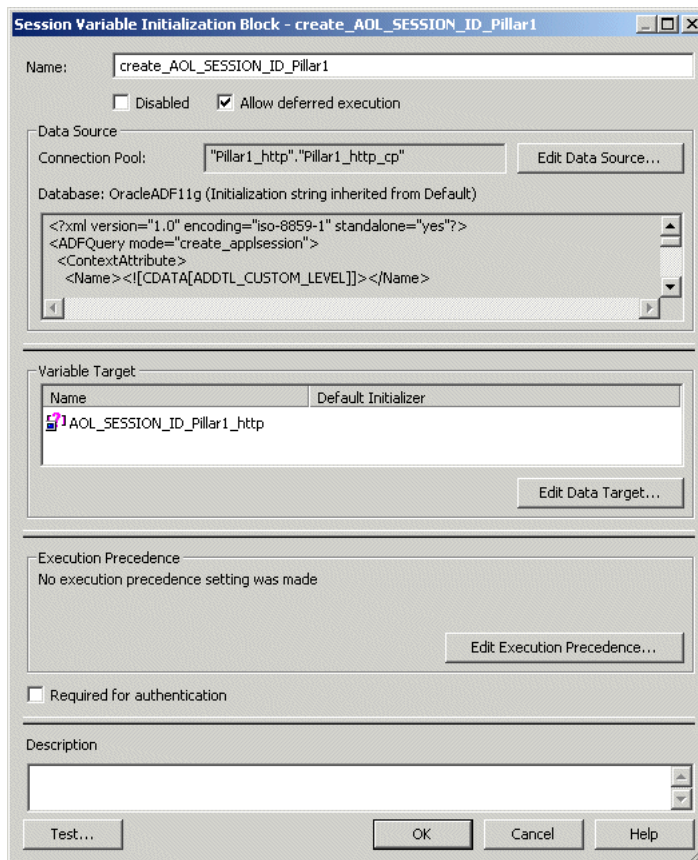 Session Variable Initialization Block - create_AOL_SESSION_ID_Pillar1
Name: create_AOL_SESSION_ID_Pillar1
Disabled Allow deferred execution
Data Source
Connection Pool: "Pillar1_http"."Pillar1_http_cp" Edit Data Source...
Database: OracleADF11g (Initialization string inherited from Default)
<?xml version="1.0" encoding="iso-8859-1" standalone="yes"?>
<ADFQuery mode="create_applsession">
<ContextAttribute>
<Name><![CDATA[ADDTL_CUSTOM_LEVEL]]></Name>
Variable Target
Name Default Initializer
AOL_SESSION_ID_Pillar1_http
Edit Data Target...
Execution Precedence
No execution precedence setting was made
Edit Execution Precedence...
Required for authentication
Description
Test... OK Cancel Help